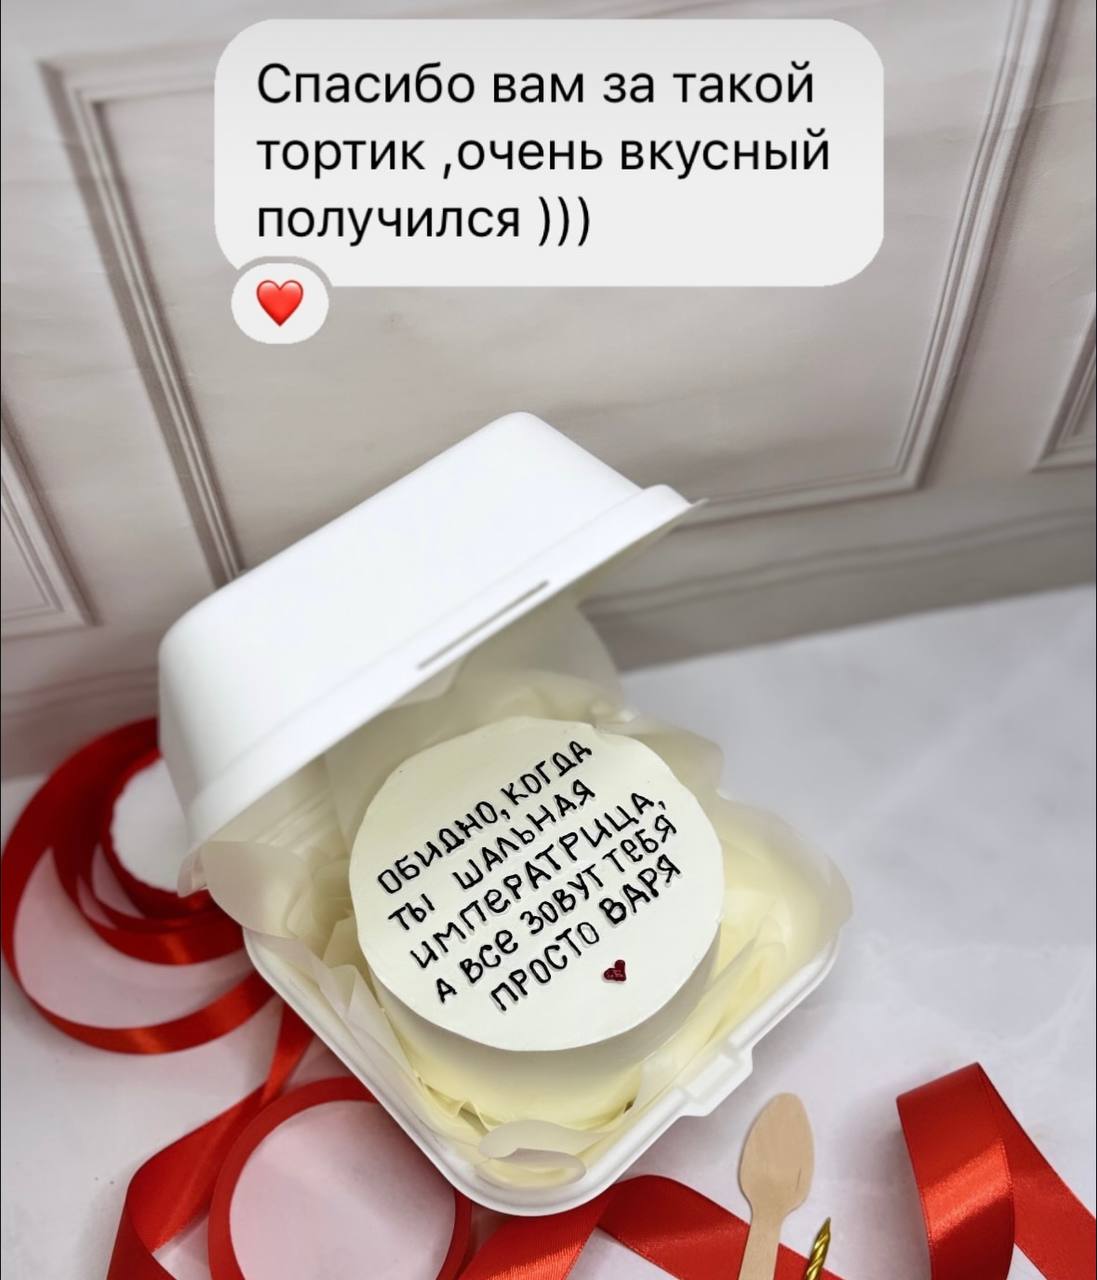 Спасибо вам за такой
тортик ,очень вкусный
получился )))
ОБИДНО, КОГДА
ТЫ ШАЛЬНАЯ
ИМПЕРАТРИЦА,
А ВСЕ ЗОВУТ ТЕБЯ
ПРОСТО ВАРЯ